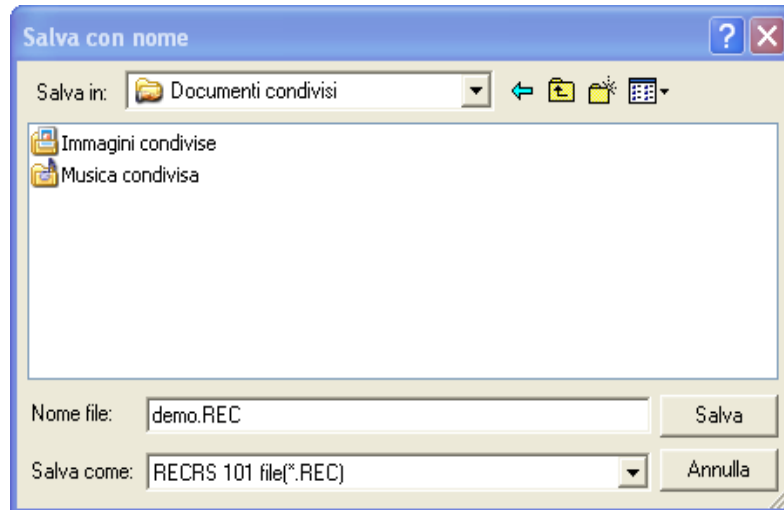 Salva con nome
Salva in: Documenti condivisi
Immagini condivise
Musica condivisa
Nome file: demo.REC Salva
Salva come: RECRS 101 file(*.REC) Annulla